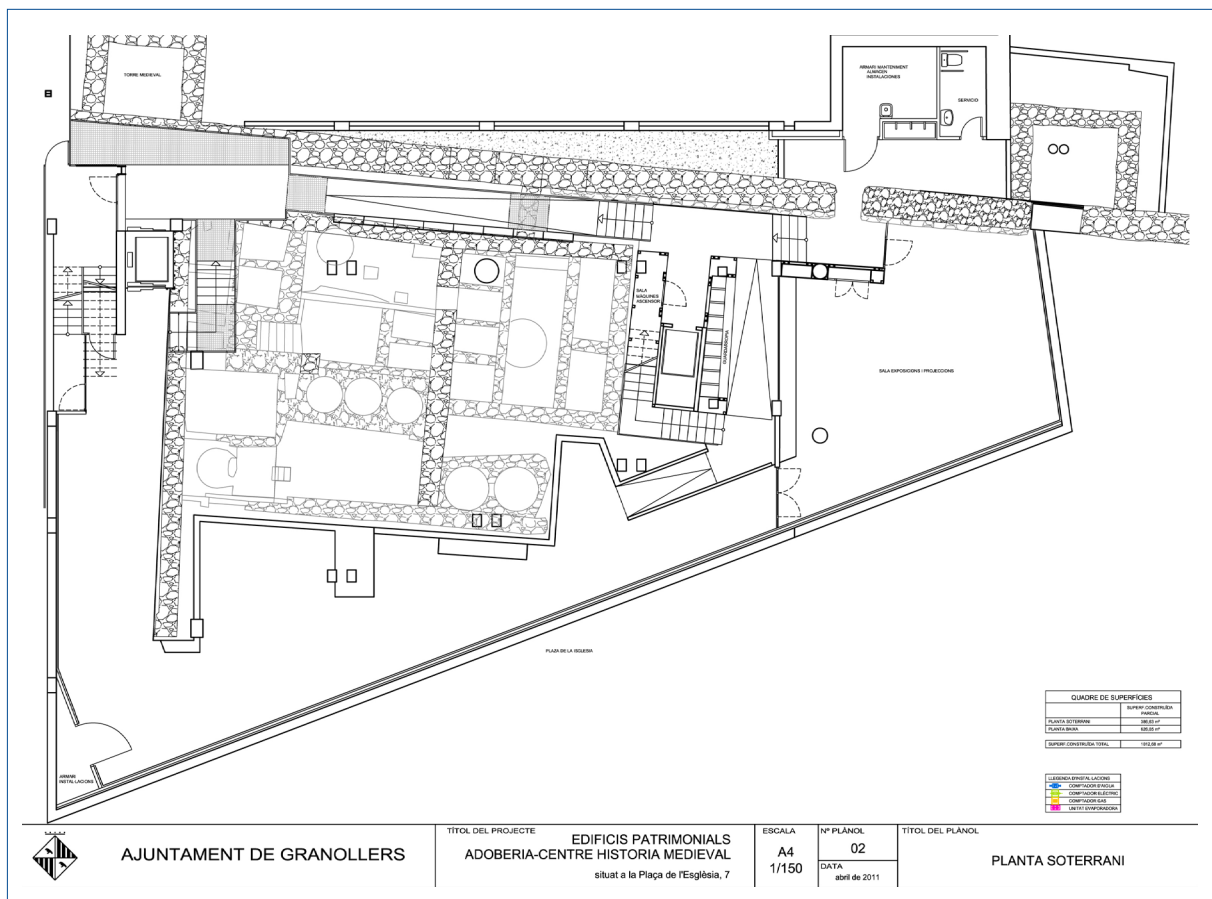 TORRE MEDIEVAL
ARMARI MANTENIMENT
ALMACEN
INSTALACIONES
SERVICIO
SALA
MÀQUINES
ASCENSOR
GUARDARROPIA
SALA EXPOSICIONS I PROJECCIONS
PLAZA DE LA ISGLESIA
ARMARI
INSTAL·LACIONS
QUADRE DE SUPERFÍCIES
SUPERF.CONSTRUÏDA
PARCIAL
PLANTA SOTERRANI
PLANTA BAIXA
SUPERF.CONSTRUÏDA TOTAL
LLEGENDA D'INSTAL·LACIONS
COMPTADOR D'AIGUA
COMPTADOR ELÈCTRIC
COMPTADOR GAS
UNITAT EVAPORADORA
AJUNTAMENT DE GRANOLLERS
TÍTOL DEL PROJECTE
EDIFICIS PATRIMONIALS
ADOBERIA-CENTRE HISTORIA MEDIEVAL
situat a la Plaça de l'Esglèsia, 7
ESCALA
A4
1/150
Nº PLÀNOL
02
DATA
abril de 2011
TÍTOL DEL PLÀNOL
PLANTA SOTERRANI